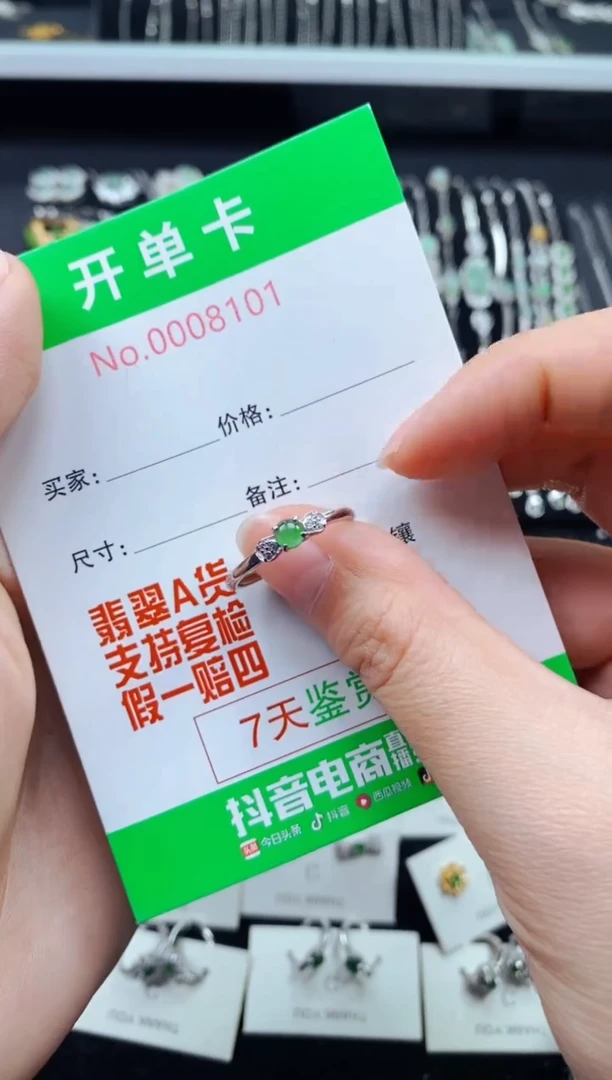 开单卡
No.0008101
买家: 价格:
尺寸: 备注:
镶
翡翠A货
支持复检
假一赔四
7天鉴赏
抖音电商直播
今日头条 抖音 西瓜视频